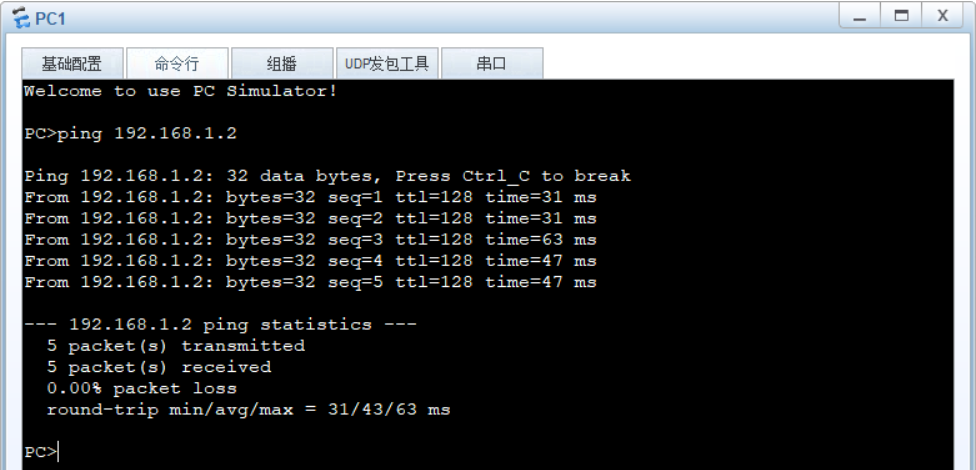 PC1
基础配置 命令行 组播 UDP发包工具 串口
Welcome to use PC Simulator!
PC>ping 192.168.1.2
Ping 192.168.1.2: 32 data bytes, Press Ctrl_C to break
From 192.168.1.2: bytes=32 seq=1 ttl=128 time=31 ms
From 192.168.1.2: bytes=32 seq=2 ttl=128 time=31 ms
From 192.168.1.2: bytes=32 seq=3 ttl=128 time=63 ms
From 192.168.1.2: bytes=32 seq=4 ttl=128 time=47 ms
From 192.168.1.2: bytes=32 seq=5 ttl=128 time=47 ms
--- 192.168.1.2 ping statistics ---
5 packet(s) transmitted
5 packet(s) received
0.00% packet loss
round-trip min/avg/max = 31/43/63 ms
PC>